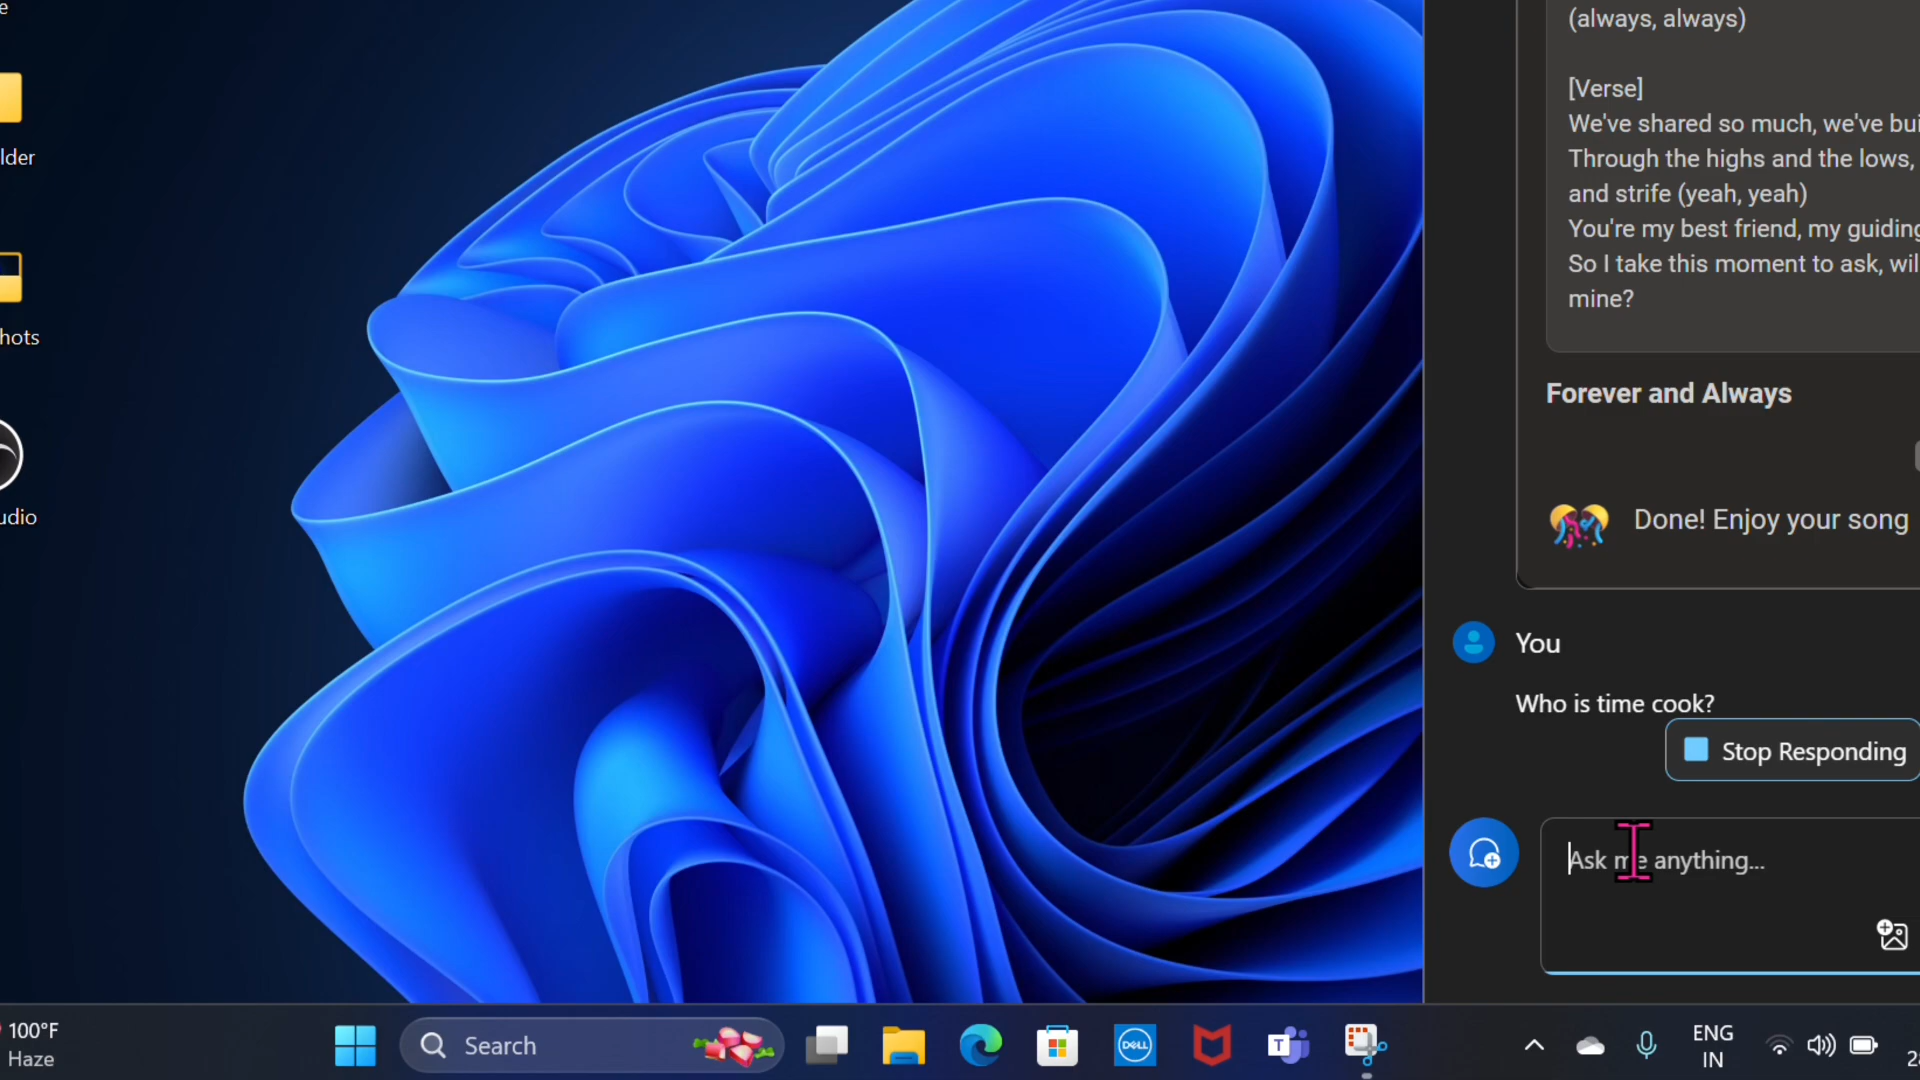 e
lder
hots
udio
(always, always)
[Verse]
We've shared so much, we've bui
Through the highs and the lows,
and strife (yeah, yeah)
You're my best friend, my guiding
So I take this moment to ask, wil
mine?
Forever and Always
Done! Enjoy your song
You
Who is time cook?
Stop Responding
Ask me anything...
100°F
Haze
Search
DELL
T
ENG
IN
2